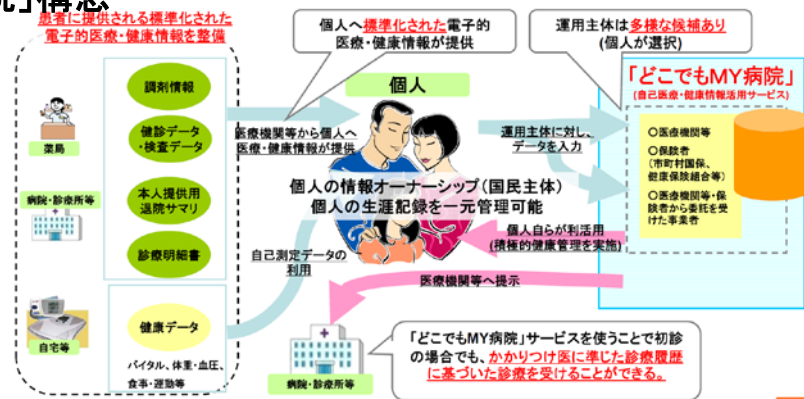 院」構想
患者に提供される標準化された
電子的医療・健康情報を整備
薬局
病院・診療所等
自宅等
調剤情報
健診データ
・検査データ
本人提供用
退院サマリ
診療明細書
健康データ
バイタル、体重・血圧、
食事・運動等
個人へ標準化された電子的
医療・健康情報が提供
個人
医療機関等から個人へ
医療・健康情報が提供
個人の情報オーナーシップ(国民主体)
個人の生涯記録を一元管理可能
自己測定データの
利用
運用主体は多様な候補あり
(個人が選択)
運用主体に対し、
データを入力
「どこでもMY病院」
(自己医療・健康情報活用サービス)
○医療機関等
○保険者
(市町村国保、
健康保険組合等)
○医療機関等・保
険者から委託を受
けた事業者
個人自らが利活用
(積極的健康管理を実施)
医療機関等へ提示
病院・診療所等
「どこでもMY病院」サービスを使うことで初診
の場合でも、かかりつけ医に準じた診療履歴
に基づいた診療を受けることができる。